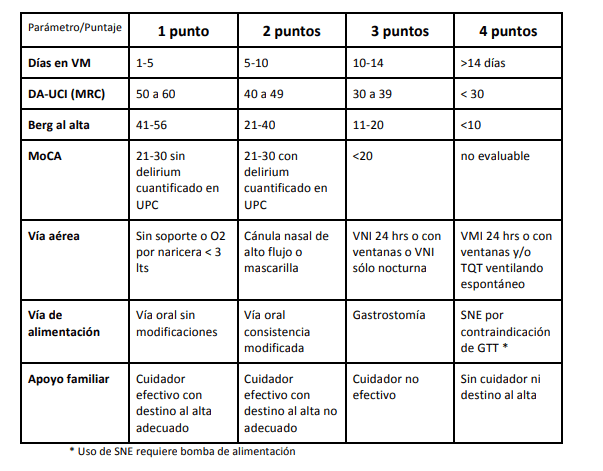 Parámetro/Puntaje 1 punto 2 puntos 3 puntos 4 puntos
Días en VM 1-5 5-10 10-14 >14 días
DA-UCI (MRC) 50 a 60 40 a 49 30 a 39 < 30
Berg al alta 41-56 21-40 11-20 <10
MoCA 21-30 sin 21-30 con <20 no evaluable
delirium delirium
cuantificado en cuantificado en
UPC UPC
Vía aérea Sin soporte o O2 Cánula nasal de VNI 24 hrs o con VMI 24 hrs o con
por naricera < 3 alto flujo o ventanas o VNI ventanas y/o
lts mascarilla sólo nocturna TQT ventilando
espontáneo
Vía de Vía oral sin Vía oral Gastrostomía SNE por
alimentación modificaciones consistencia contraindicación
modificada de GTT *
Apoyo familiar Cuidador Cuidador Cuidado no Sin cuidador ni
efectivo con efectivo con efectivo destino al alta
destino al alta destino al alta no
adecuado adecuado
* Uso de SNE requiere bomba de alimentación